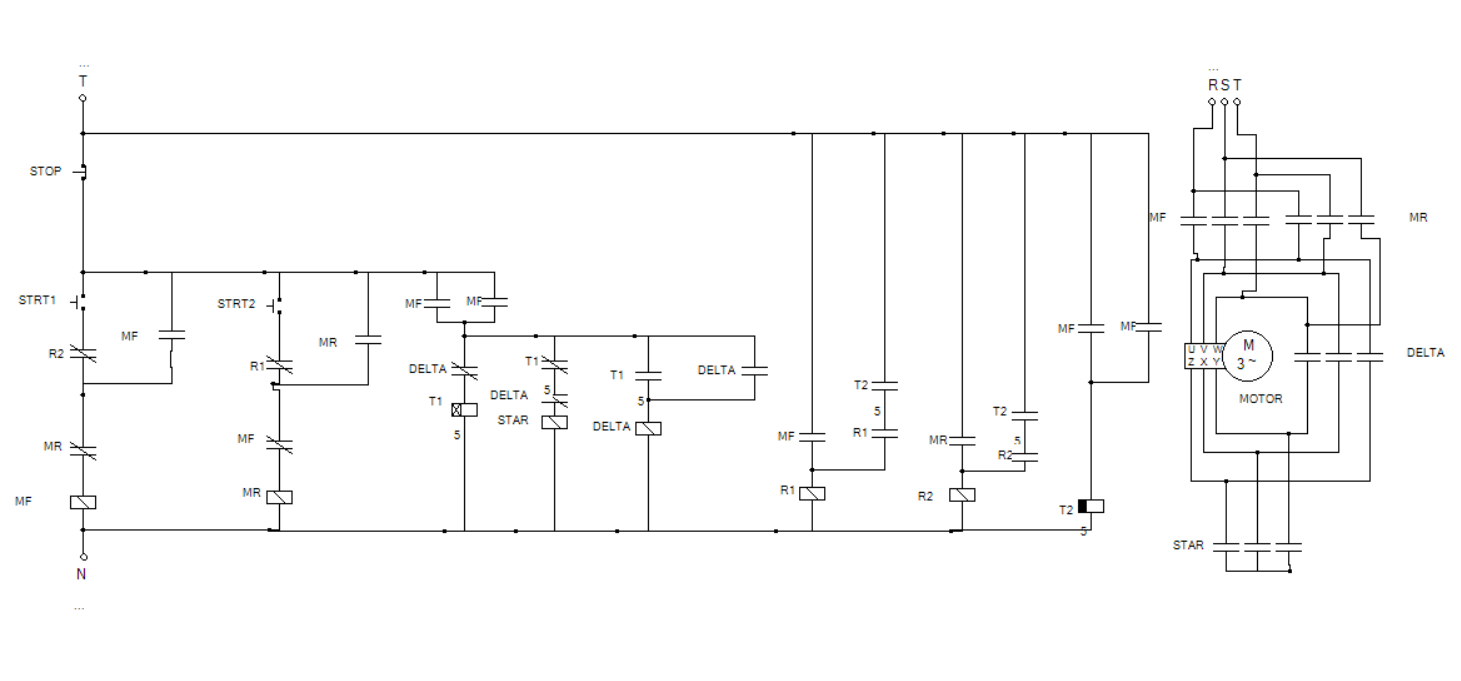 ...
T
STOP
STRT1
R2
MF
MR
MF
N
...
STRT2
R1
MR
MF
MR
MF
MF
DELTA
T1
5
T1
5
DELTA
STAR
T1
5
DELTA
DELTA
T2
5
MF
R1
R1
T2
5
MR
R2
R2
MF
MF
T2
5
...
R S T
MF
MR
U V W
Z X Y
M
3 ~
MOTOR
DELTA
STAR